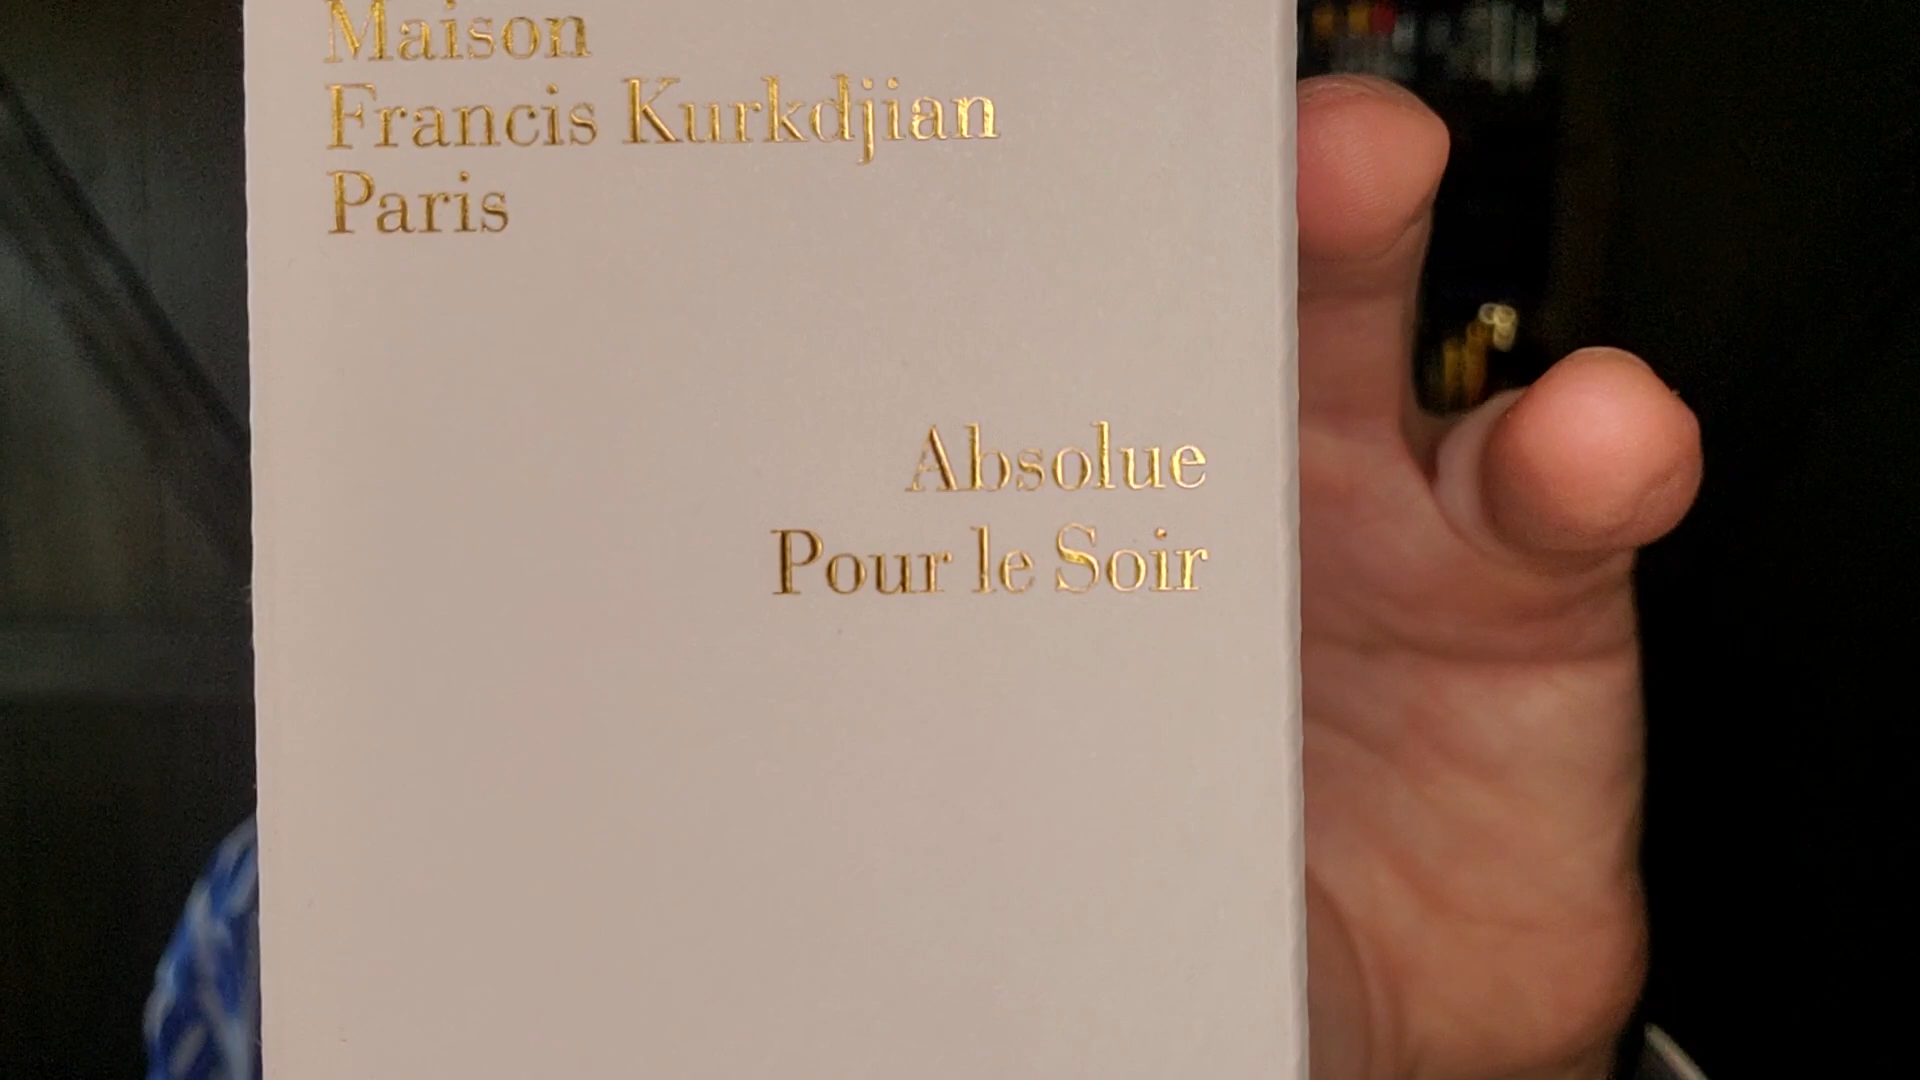 Maison
Francis Kurkdjian
Paris
Absolue
Pour le Soir